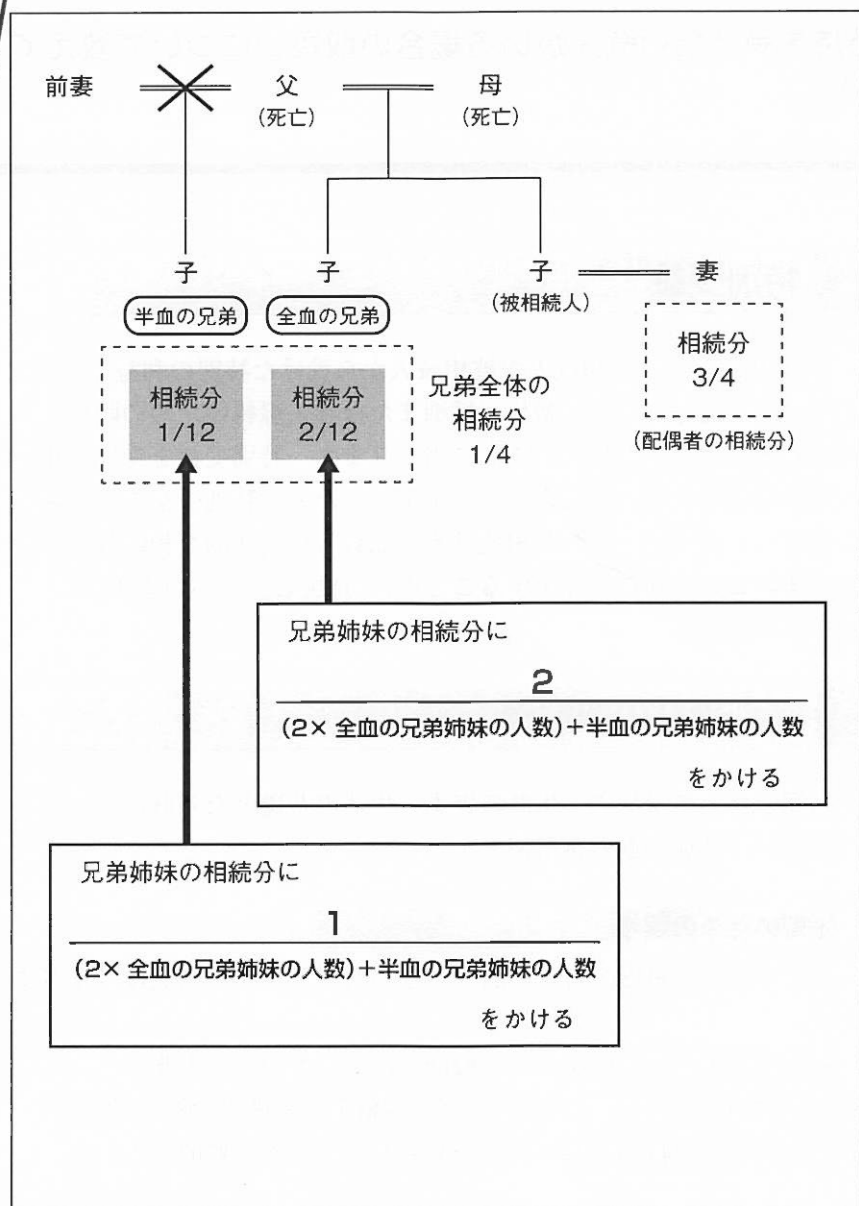 前妻 父 母
(死亡) (死亡)
子 子 子 妻
半血の兄弟 全血の兄弟 (被相続人)
相続分
1/12
相続分
2/12
兄弟全体の
相続分
1/4
相続分
3/4
(配偶者の相続分)
兄弟姉妹の相続分に
2
(2× 全血の兄弟姉妹の人数)+半血の兄弟姉妹の人数
をかける
兄弟姉妹の相続分に
1
(2× 全血の兄弟姉妹の人数)+半血の兄弟姉妹の人数
をかける